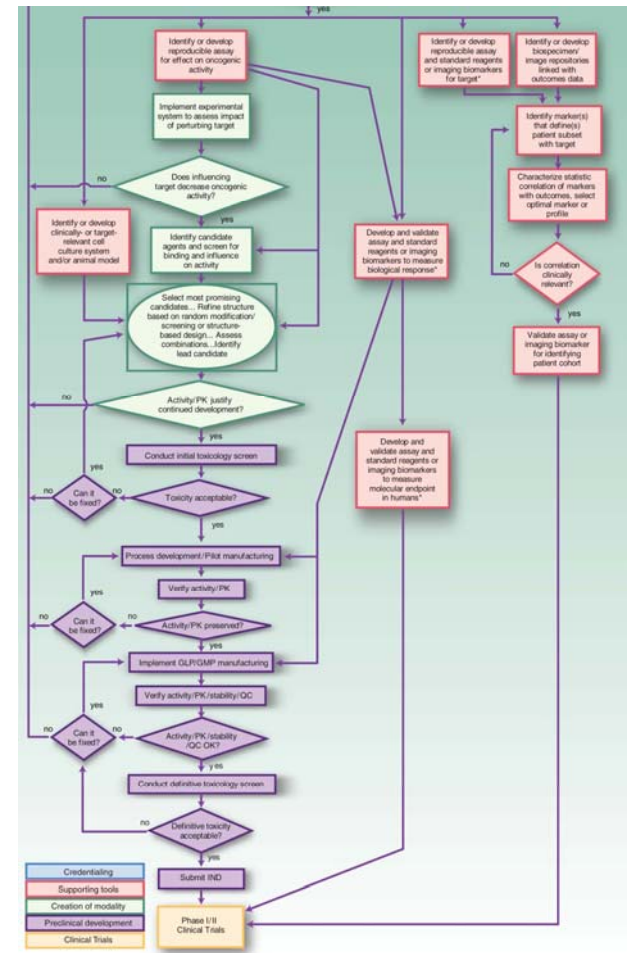 yes
Identify or develop
reproducible assay
for effect on oncogenic
activity
Identify or develop
reproducible assay
and standard reagents
or imaging biomarkers
for target*
Identify or develop
biospecimen/
image repositories
linked with
outcomes data
Implement experimental
system to assess impact
of perturbing target
Identify marker(s)
that define(s)
patient subset
with target
no
Does influencing
target decrease oncogenic
activity?
yes
Characterize statistic
correlation of markers
with outcomes, select
optimal marker or
profile
Identify or develop
clinically- or target-
relevant cell
culture system
and/or animal model
Identify candidate
agents and screen for
binding and influence
on activity
Develop and validate
assay and standard
reagents or imaging
biomarkers to measure
biological response*
no
Is correlation
clinically
relevant?
yes
Select most promising
candidates... Refine structure
based on random modification/
screening or structure-
based design... Assess
combinations...Identify
lead candidate
Validate assay or
imaging biomarker
for identifying
patient cohort
no
Activity/PK justify
continued development?
yes
Conduct initial toxicology screen
Develop and
validate assay and
standard reagents or
imaging biomarkers
to measure
molecular endpoint
in humans*
yes
no
Can it
be fixed?
no
Toxicity acceptable?
yes
Process development/Pilot manufacturing
yes
Verify activity/PK
no
Can it
be fixed?
no
Activity/PK preserved?
yes
Implement GLP/GMP manufacturing
yes
Verify activity/PK/stability/QC
no
Can it
be fixed?
no
Activity/PK/stability
/QC OK?
yes
Conduct definitive toxicology screen
no
Definitive toxicity
acceptable?
yes
Submit IND
Phase I/II
Clinical Trials
Credentialing
Supporting tools
Creation of modality
Preclinical development
Clinical Trials